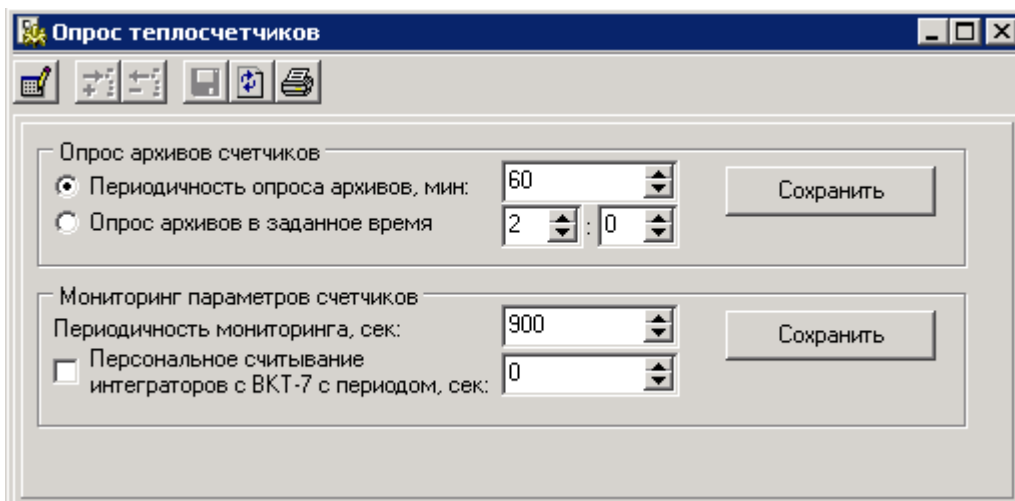 Опрос теплосчетчиков
Опрос архивов счетчиков
Периодичность опроса архивов, мин: 60 Сохранить
Опрос архивов в заданное время 2 : 0
Мониторинг параметров счетчиков
Периодичность мониторинга, сек: 900 Сохранить
Персональное считывание
интеграторов с ВКТ-7 с периодом, сек: 0